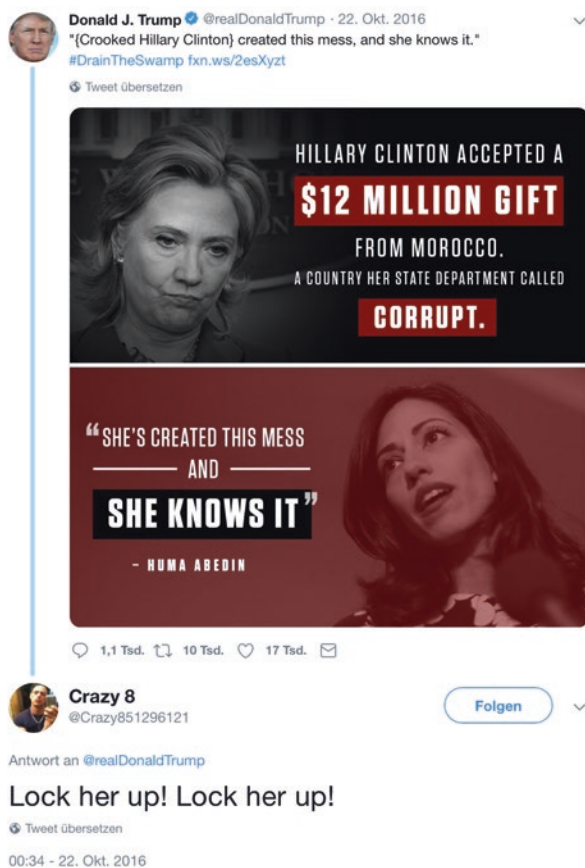 Donald J. Trump @realDonaldTrump · 22. Okt. 2016
"{Crooked Hillary Clinton} created this mess, and she knows it."
#DrainTheSwamp fxn.ws/2esXyzt
Tweet übersetzen
HILLARY CLINTON ACCEPTED A
$12 MILLION GIFT
FROM MOROCCO.
A COUNTRY HER STATE DEPARTMENT CALLED
CORRUPT.
“SHE'S CREATED THIS MESS
AND
SHE KNOWS IT”
- HUMA ABEDIN
1,1 Tsd. 10 Tsd. 17 Tsd.
Crazy 8
@Crazy851296121
Folgen
Antwort an @realDonaldTrump
Lock her up! Lock her up!
Tweet übersetzen
00:34 - 22. Okt. 2016